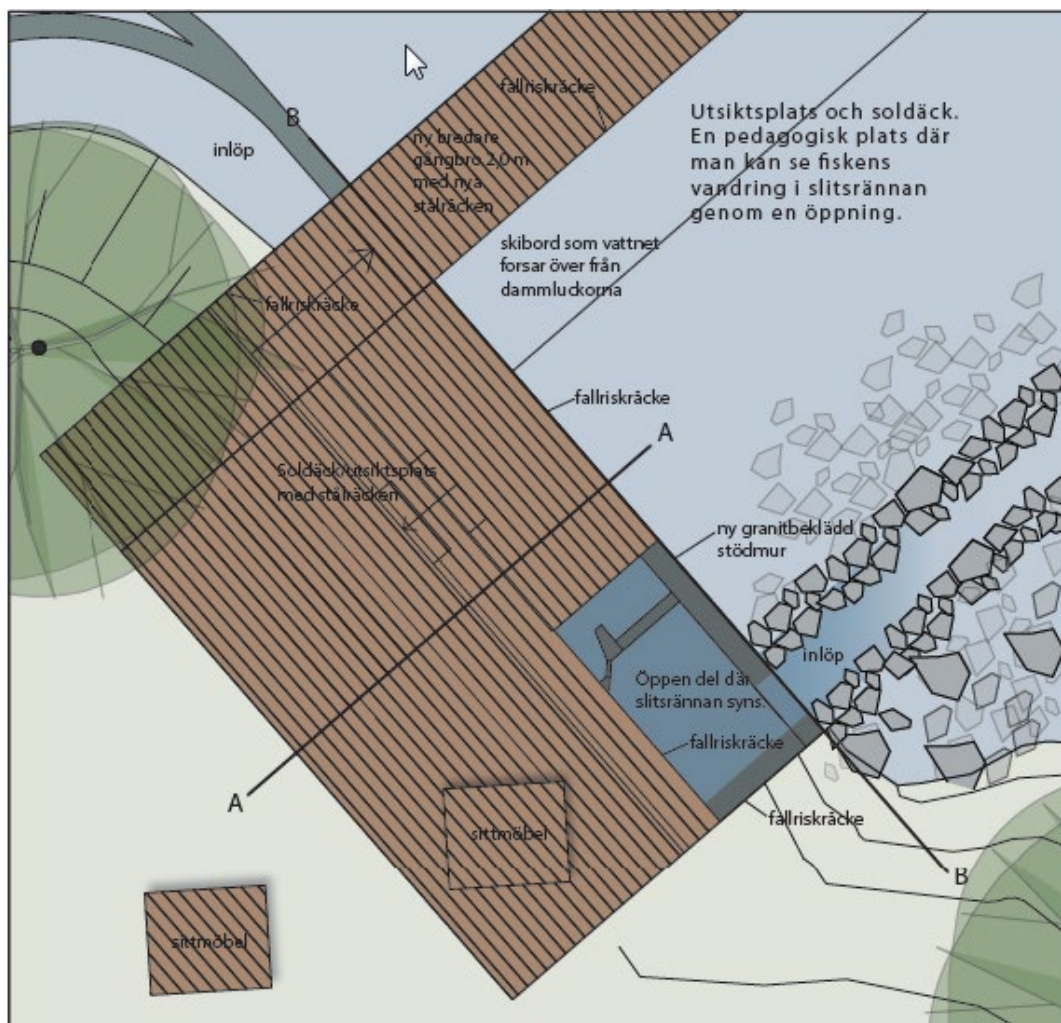 fallriskräcke
B
inlöp
ny bredare
gångbro 2,0 m
med nya
stålräcken
Utsiktsplats och soldäck.
En pedagogisk plats där
man kan se fiskens
vandring i slitsrännan
genom en öppning.
skibord som vattnet
forsar över från
dammluckorna
fallriskräcke
fallriskräcke
A
Soldäck/utsiktsplats
med stålräcken
ny granitbeklädd
stödmur
inlöp
Öppen del där
slitsrännan syns.
fallriskräcke
A
fallriskräcke
sittmöbel
B
sittmöbel